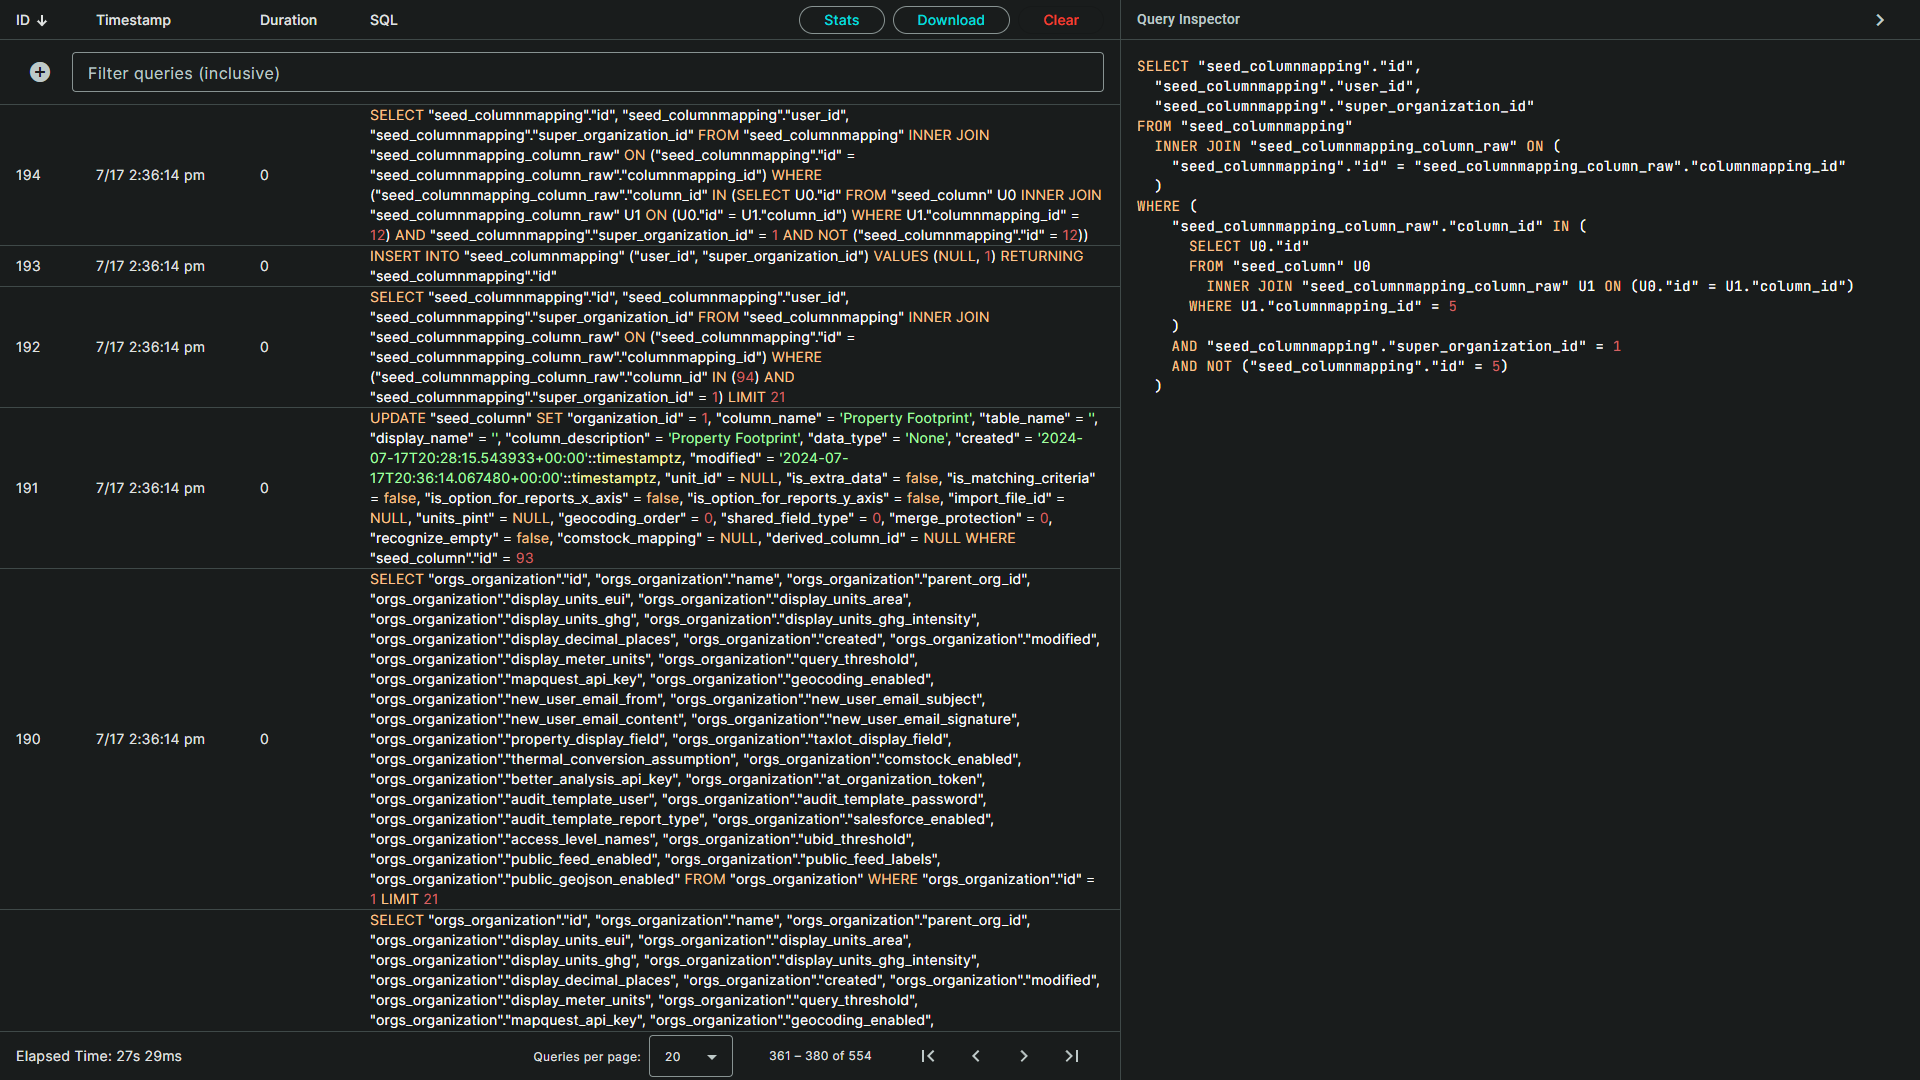 ID ↓ Timestamp Duration SQL Stats Download Clear
Filter queries (inclusive)
194 7/17 2:36:14 pm 0
SELECT "seed_columnmapping"."id", "seed_columnmapping"."user_id",
"seed_columnmapping"."super_organization_id" FROM "seed_columnmapping" INNER JOIN
"seed_columnmapping_column_raw" ON ("seed_columnmapping"."id" =
"seed_columnmapping_column_raw"."columnmapping_id") WHERE
("seed_columnmapping_column_raw"."column_id" IN (SELECT U0."id" FROM "seed_column" U0 INNER JOIN
"seed_columnmapping_column_raw" U1 ON (U0."id" = U1."column_id") WHERE U1."columnmapping_id" =
12) AND "seed_columnmapping"."super_organization_id" = 1 AND NOT ("seed_columnmapping"."id" = 12))
193 7/17 2:36:14 pm 0
INSERT INTO "seed_columnmapping" ("user_id", "super_organization_id") VALUES (NULL, 1) RETURNING
"seed_columnmapping"."id"
192 7/17 2:36:14 pm 0
SELECT "seed_columnmapping"."id", "seed_columnmapping"."user_id",
"seed_columnmapping"."super_organization_id" FROM "seed_columnmapping" INNER JOIN
"seed_columnmapping_column_raw" ON ("seed_columnmapping"."id" =
"seed_columnmapping_column_raw"."columnmapping_id") WHERE
("seed_columnmapping_column_raw"."column_id" IN (94) AND
"seed_columnmapping"."super_organization_id" = 1) LIMIT 21
191 7/17 2:36:14 pm 0
UPDATE "seed_column" SET "organization_id" = 1, "column_name" = 'Property Footprint', "table_name" = '',
"display_name" = '', "column_description" = 'Property Footprint', "data_type" = 'None', "created" = '2024-
07-17T20:28:15.543933+00:00'::timestamptz, "modified" = '2024-07-
17T20:36:14.067480+00:00'::timestamptz, "unit_id" = NULL, "is_extra_data" = false, "is_matching_criteria"
= false, "is_option_for_reports_x_axis" = false, "is_option_for_reports_y_axis" = false, "import_file_id" =
NULL, "units_pint" = NULL, "geocoding_order" = 0, "shared_field_type" = 0, "merge_protection" = 0,
"recognize_empty" = false, "comstock_mapping" = NULL, "derived_column_id" = NULL WHERE
"seed_column"."id" = 93
190 7/17 2:36:14 pm 0
SELECT "orgs_organization"."id", "orgs_organization"."name", "orgs_organization"."parent_org_id",
"orgs_organization"."display_units_eui", "orgs_organization"."display_units_area",
"orgs_organization"."display_units_ghg", "orgs_organization"."display_units_ghg_intensity",
"orgs_organization"."display_decimal_places", "orgs_organization"."created", "orgs_organization"."modified",
"orgs_organization"."display_meter_units", "orgs_organization"."query_threshold",
"orgs_organization"."mapquest_api_key", "orgs_organization"."geocoding_enabled",
"orgs_organization"."new_user_email_from", "orgs_organization"."new_user_email_subject",
"orgs_organization"."new_user_email_content", "orgs_organization"."new_user_email_signature",
"orgs_organization"."property_display_field", "orgs_organization"."taxlot_display_field",
"orgs_organization"."thermal_conversion_assumption", "orgs_organization"."comstock_enabled",
"orgs_organization"."better_analysis_api_key", "orgs_organization"."at_organization_token",
"orgs_organization"."audit_template_user", "orgs_organization"."audit_template_password",
"orgs_organization"."audit_template_report_type", "orgs_organization"."salesforce_enabled",
"orgs_organization"."access_level_names", "orgs_organization"."ubid_threshold",
"orgs_organization"."public_feed_enabled", "orgs_organization"."public_feed_labels",
"orgs_organization"."public_geojson_enabled" FROM "orgs_organization" WHERE "orgs_organization"."id" =
1 LIMIT 21
SELECT "orgs_organization"."id", "orgs_organization"."name", "orgs_organization"."parent_org_id",
"orgs_organization"."display_units_eui", "orgs_organization"."display_units_area",
"orgs_organization"."display_units_ghg", "orgs_organization"."display_units_ghg_intensity",
"orgs_organization"."display_decimal_places", "orgs_organization"."created", "orgs_organization"."modified",
"orgs_organization"."display_meter_units", "orgs_organization"."query_threshold",
"orgs_organization"."mapquest_api_key", "orgs_organization"."geocoding_enabled",
Elapsed Time: 27s 29ms Queries per page: 20 361 – 380 of 554
Query Inspector
SELECT "seed_columnmapping"."id",
"seed_columnmapping"."user_id",
"seed_columnmapping"."super_organization_id"
FROM "seed_columnmapping"
INNER JOIN "seed_columnmapping_column_raw" ON (
"seed_columnmapping"."id" = "seed_columnmapping_column_raw"."columnmapping_id"
)
WHERE (
"seed_columnmapping_column_raw"."column_id" IN (
SELECT U0."id"
FROM "seed_column" U0
INNER JOIN "seed_columnmapping_column_raw" U1 ON (U0."id" = U1."column_id")
WHERE U1."columnmapping_id" = 5
)
AND "seed_columnmapping"."super_organization_id" = 1
AND NOT ("seed_columnmapping"."id" = 5)
)